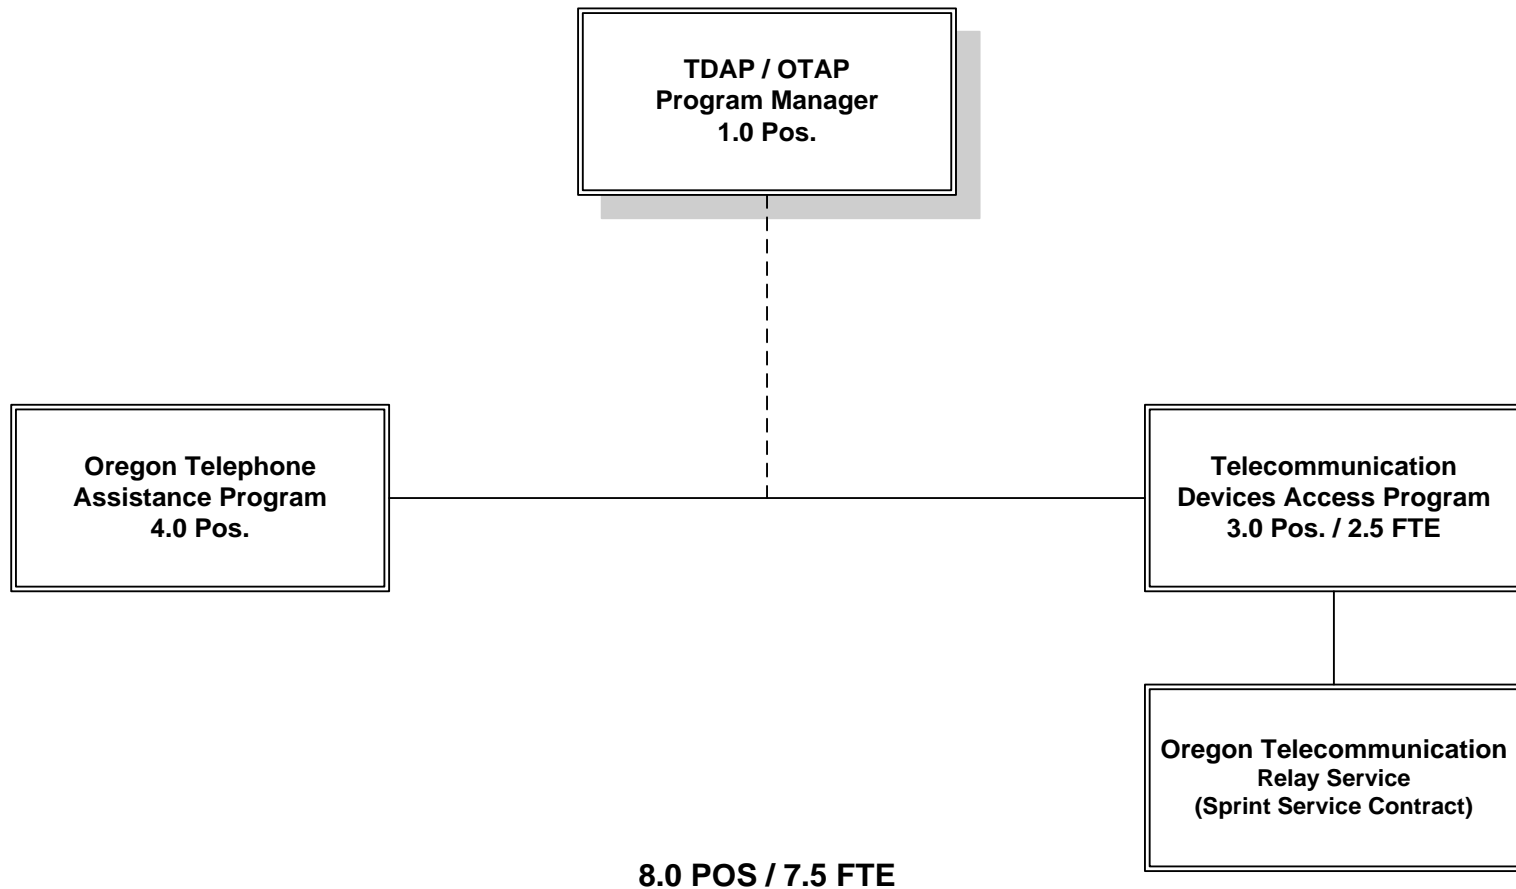 TDAP / OTAP
Program Manager
1.0 Pos.
Oregon Telephone
Assistance Program
4.0 Pos.
Telecommunication
Devices Access Program
3.0 Pos. / 2.5 FTE
Oregon Telecommunication
Relay Service
(Sprint Service Contract)
8.0 POS / 7.5 FTE